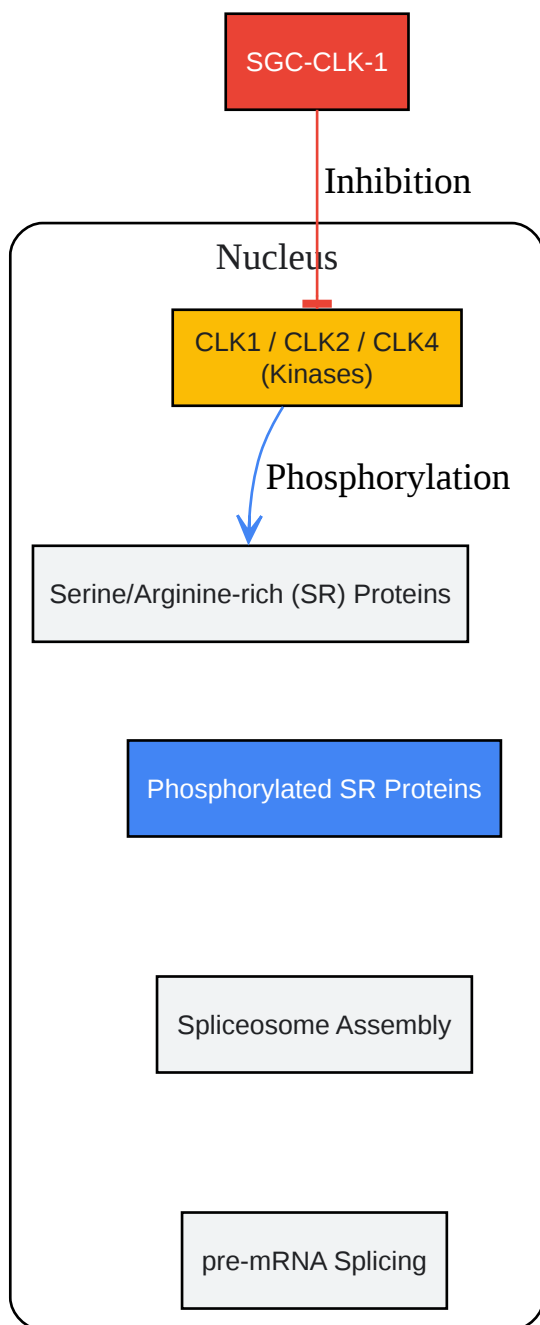 SGC-CLK-1
Inhibition
Nucleus
CLK1 / CLK2 / CLK4
(Kinases)
Phosphorylation
Serine/Arginine-rich (SR) Proteins
Phosphorylated SR Proteins
Spliceosome Assembly
pre-mRNA Splicing